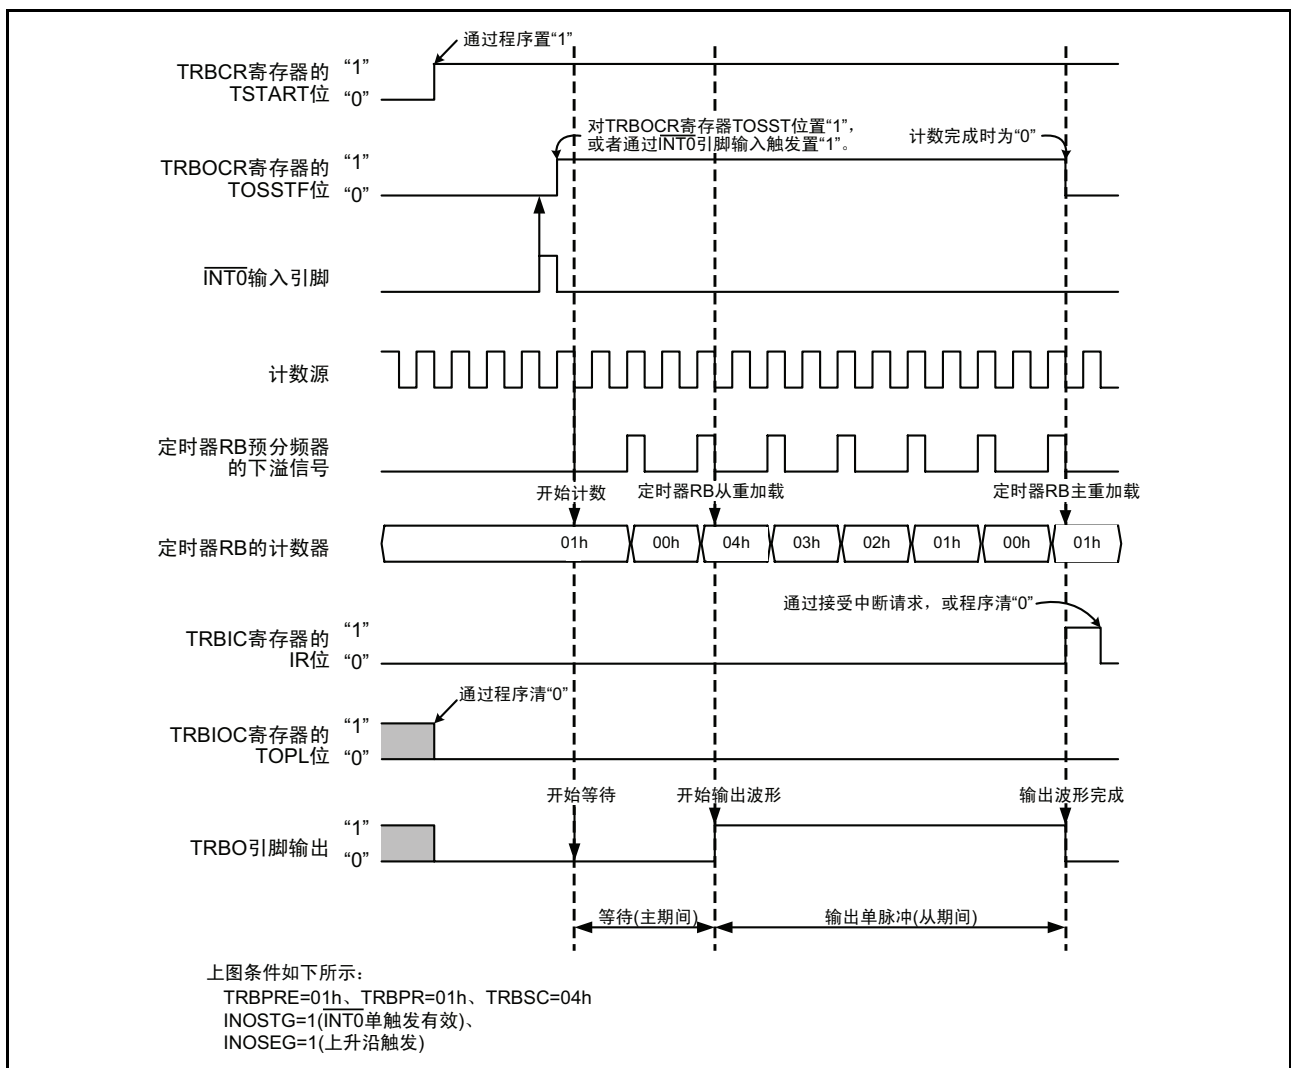 通过程序置“1”
TRBCR寄存器的
TSTART位
“1”
“0”
对TRBOCR寄存器TOSST位置“1”，
或者通过INT0引脚输入触发置“1”。
计数完成时为“0”
TRBOCR寄存器的
TOSSTF位
“1”
“0”
INT0输入引脚
计数源
定时器RB预分频器
的下溢信号
开始计数
定时器RB从重加载
定时器RB主重加载
定时器RB的计数器
01h 00h 04h 03h 02h 01h 00h 01h
通过接受中断请求，或程序清“0”
TRBIC寄存器的
IR位
“1”
“0”
通过程序清“0”
TRBIOC寄存器的
TOPL位
“1”
“0”
开始等待
开始输出波形
输出波形完成
TRBO引脚输出
“1”
“0”
等待(主期间)
输出单脉冲(从期间)
上图条件如下所示：
TRBPRE=01h、TRBPR=01h、TRBSC=04h
INOSTG=1(INT0单触发有效)、
INOSEG=1(上升沿触发)